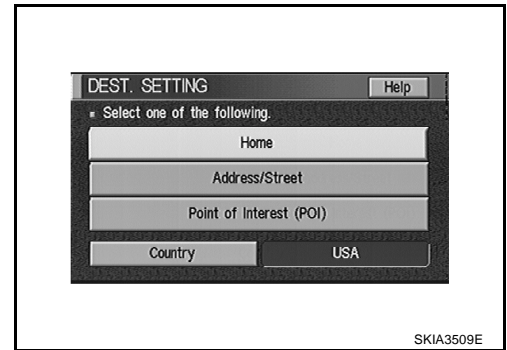 DEST. SETTING Help
Select one of the following.
Home
Address/Street
Point of Interest (POI)
Country USA
SKIA3509E